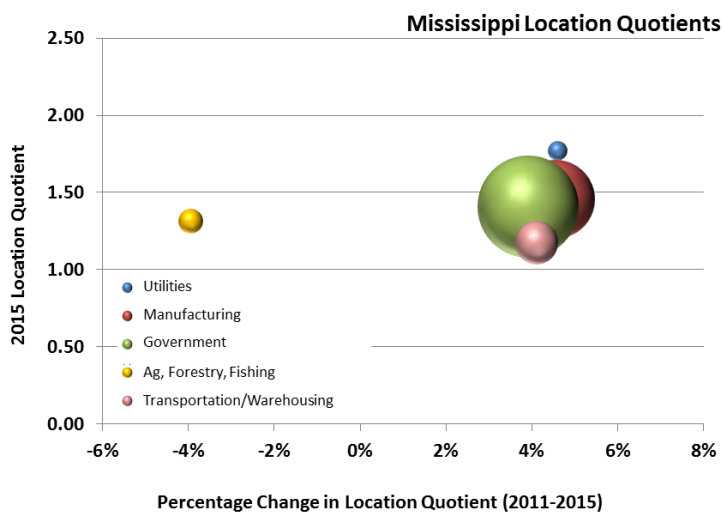 Mississippi Location Quotients
2.50
2.00
1.50
1.00
0.50
0.00
2015 Location Quotient
Utilities
Manufacturing
Government
Ag, Forestry, Fishing
Transportation/Warehousing
-6%
-4%
-2%
0%
2%
4%
6%
8%
Percentage Change in Location Quotient (2011-2015)